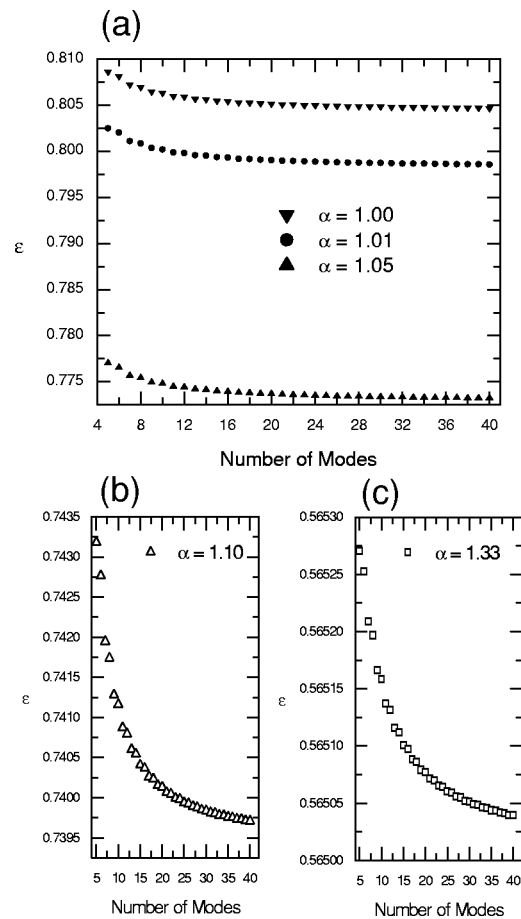 (a)
0.810
0.805
0.800
0.795
0.790
0.785
0.780
0.775
ε
▼ α = 1.00
● α = 1.01
▲ α = 1.05
4 8 12 16 20 24 28 32 36 40
Number of Modes
(b)
0.7435
0.7430
0.7425
0.7420
0.7415
0.7410
0.7405
0.7400
0.7395
ε
△ α = 1.10
5 10 15 20 25 30 35 40
Number of Modes
(c)
0.56530
0.56525
0.56520
0.56515
0.56510
0.56505
0.56500
ε
□ α = 1.33
5 10 15 20 25 30 35 40
Number of Modes